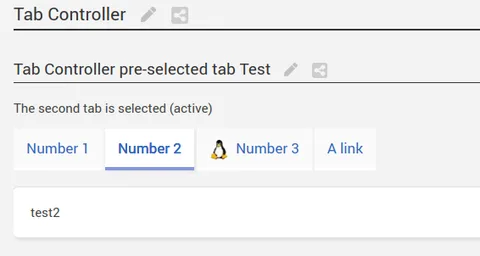 Tab Controller
Tab Controller pre-selected tab Test
The second tab is selected (active)
Number 1 Number 2 Number 3 A link
test2